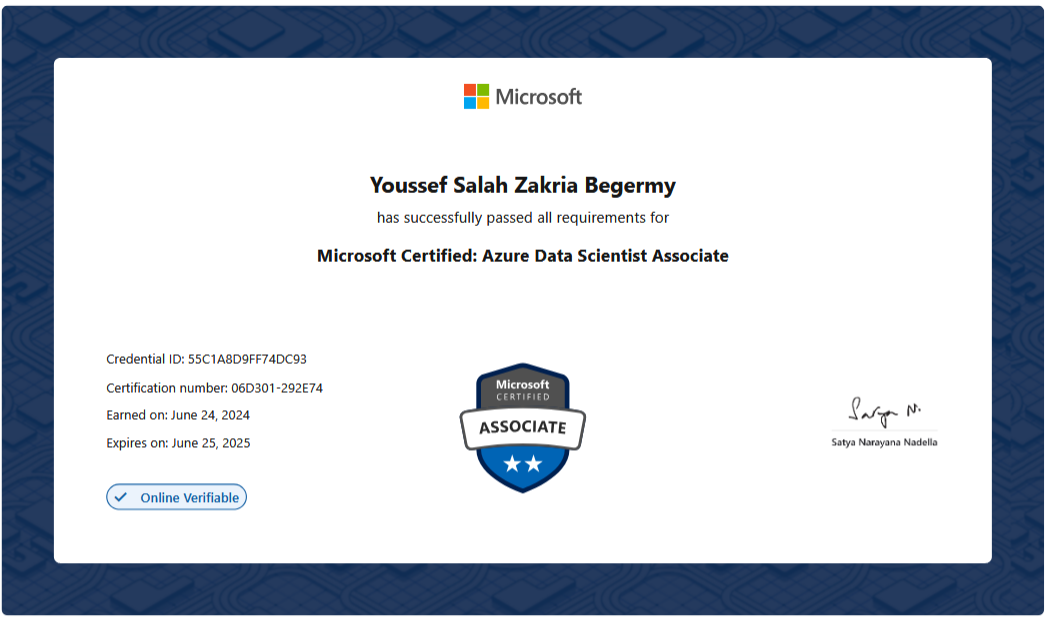 Microsoft
Youssef Salah Zakria Begermy
has successfully passed all requirements for
Microsoft Certified: Azure Data Scientist Associate
Credential ID: 55C1A8D9FF74DC93
Certification number: 06D301-292E74
Earned on: June 24, 2024
Expires on: June 25, 2025
Online Verifiable
Microsoft
CERTIFIED
ASSOCIATE
Satya N.
Satya Narayana Nadella